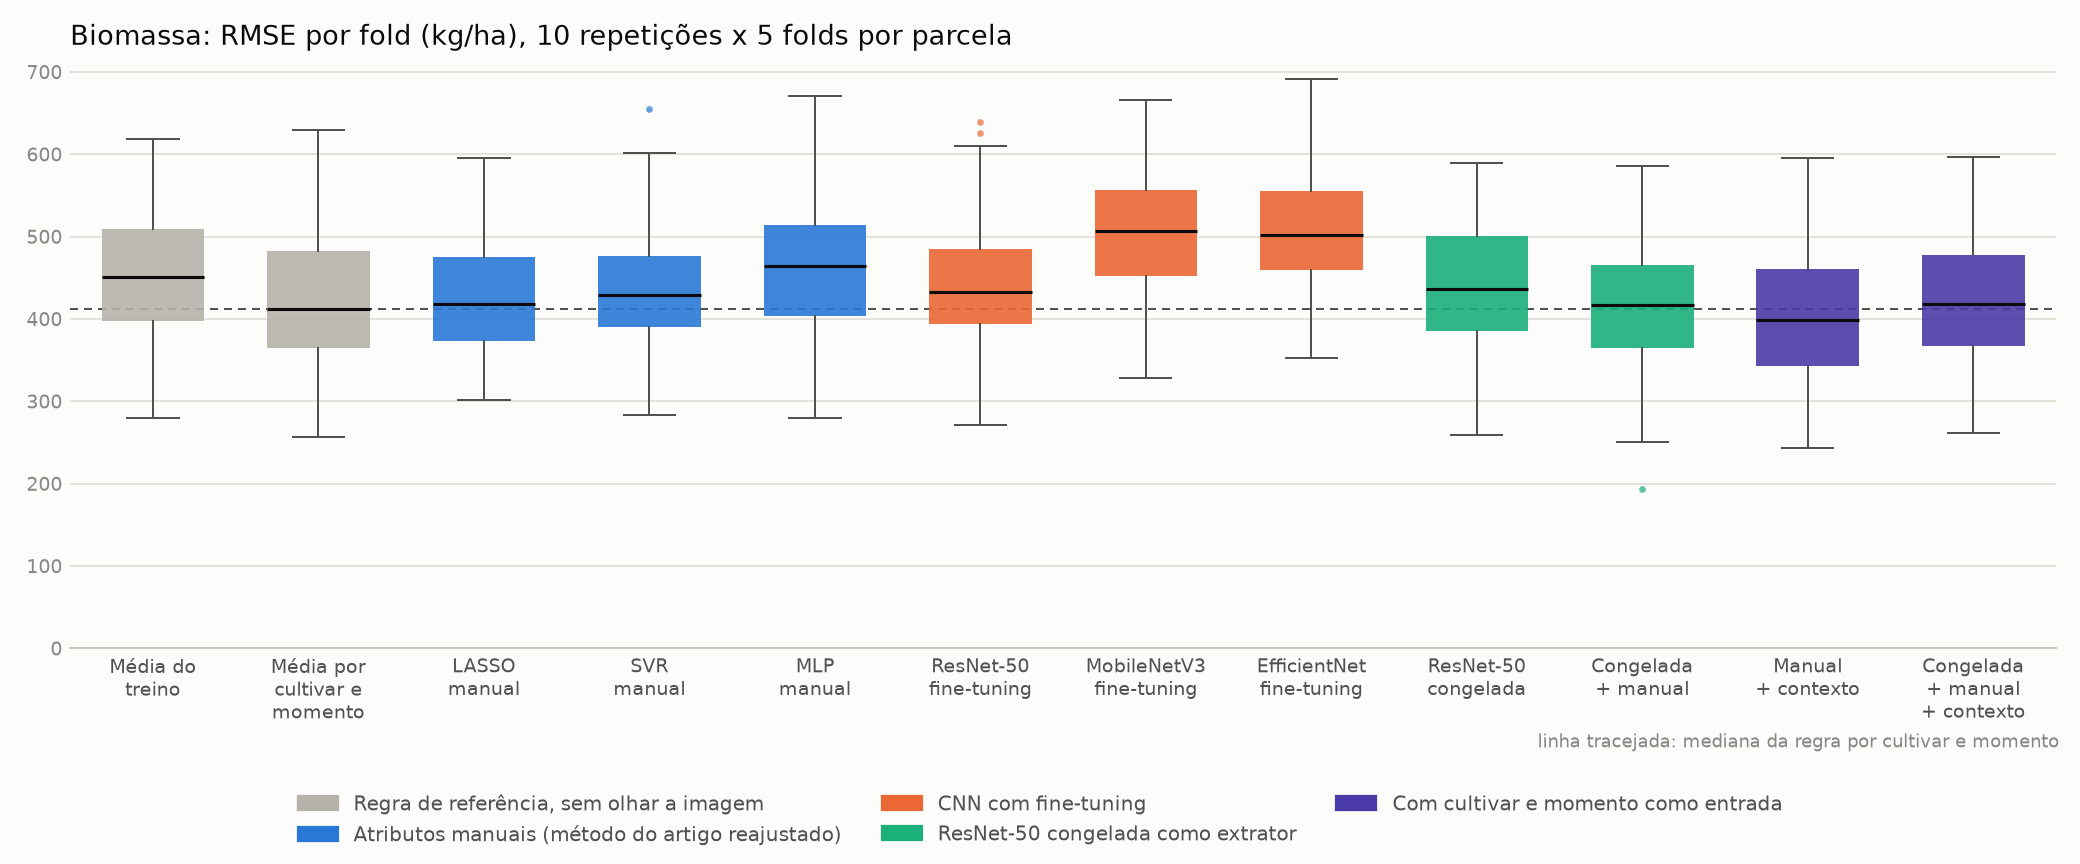 Biomassa: RMSE por fold (kg/ha), 10 repetições x 5 folds por parcela
700
600
500
400
300
200
100
0
Média do
treino
Média por
cultivar e
momento
LASSO
manual
SVR
manual
MLP
manual
ResNet-50
fine-tuning
MobileNetV3
fine-tuning
EfficientNet
fine-tuning
ResNet-50
congelada
Congelada
+ manual
Manual
+ contexto
Congelada
+ manual
+ contexto
linha tracejada: mediana da regra por cultivar e momento
Regra de referência, sem olhar a imagem
Atributos manuais (método do artigo reajustado)
CNN com fine-tuning
ResNet-50 congelada como extrator
Com cultivar e momento como entrada